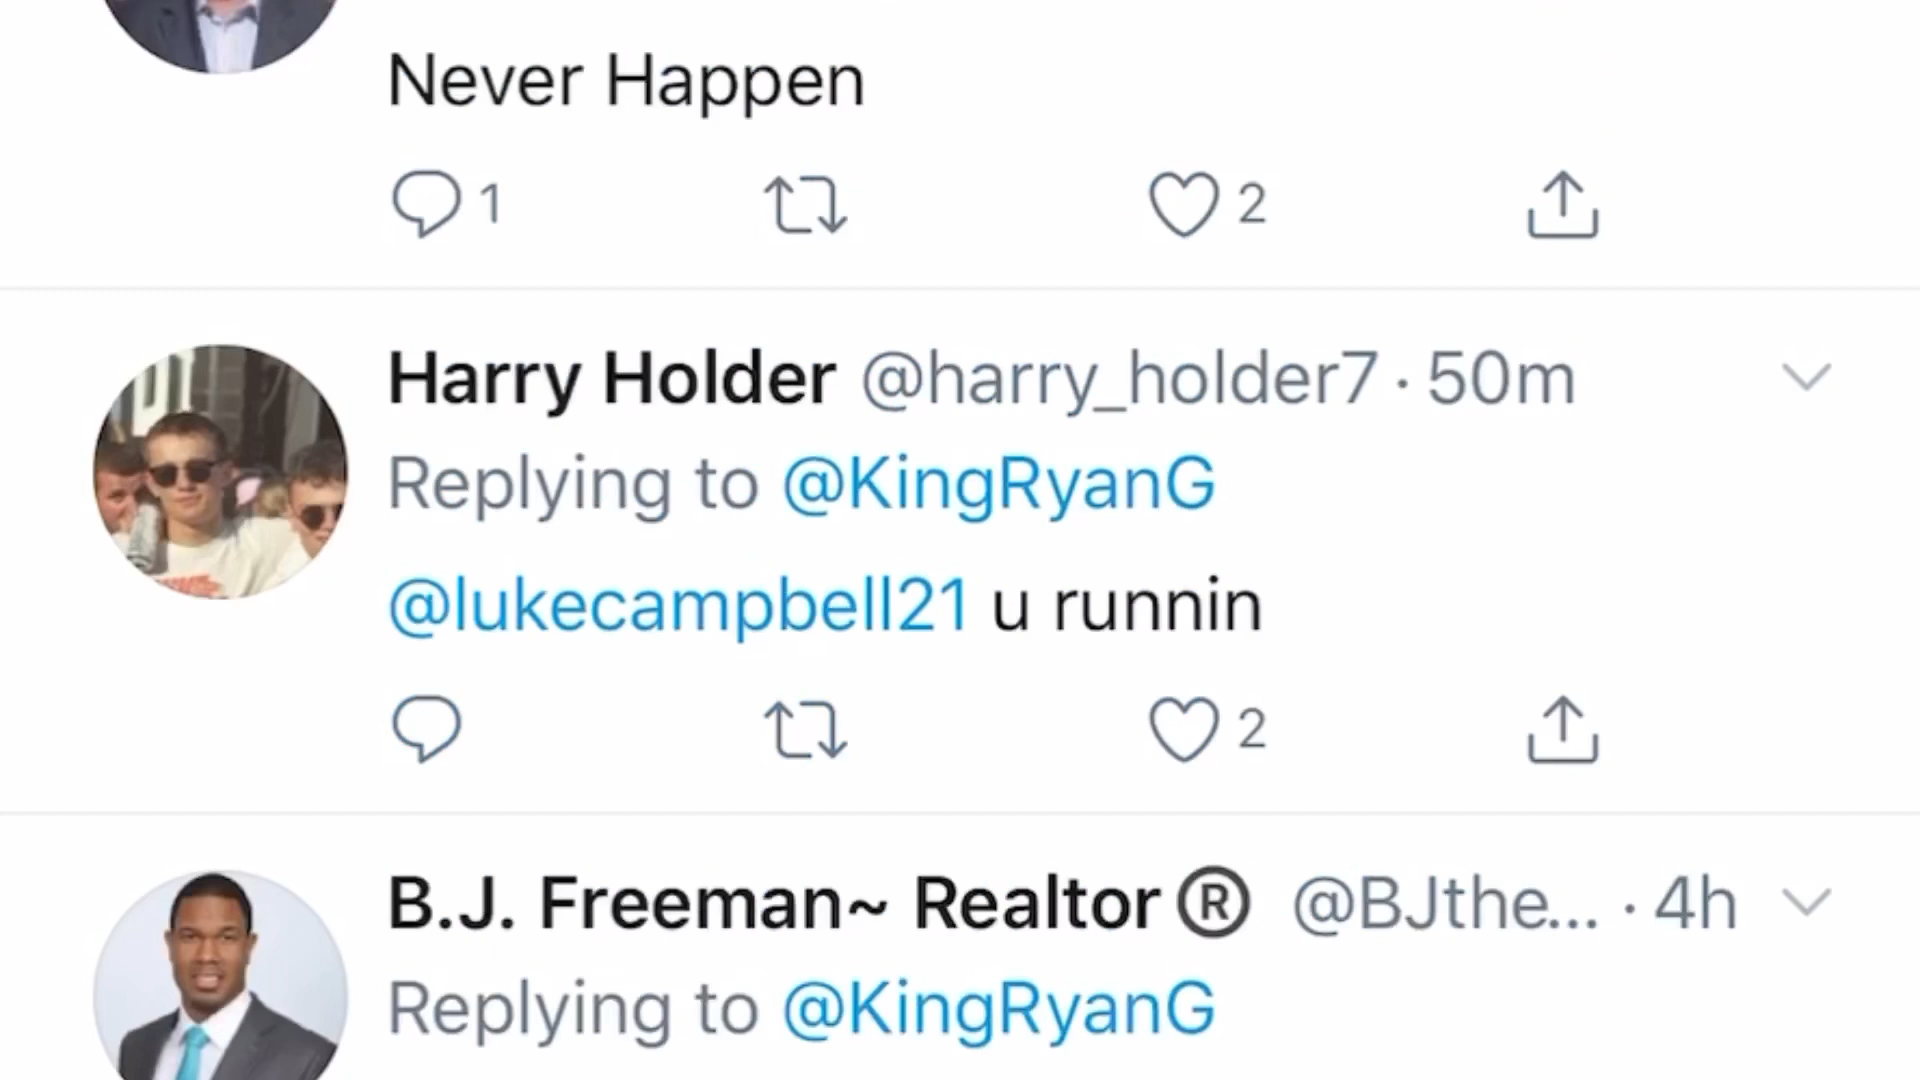 Never Happen
1 2
Harry Holder @harry_holder7 · 50m
Replying to @KingRyanG
@lukecampbell21 u runnin
2
B.J. Freeman~ Realtor® @BJthe... · 4h
Replying to @KingRyanG